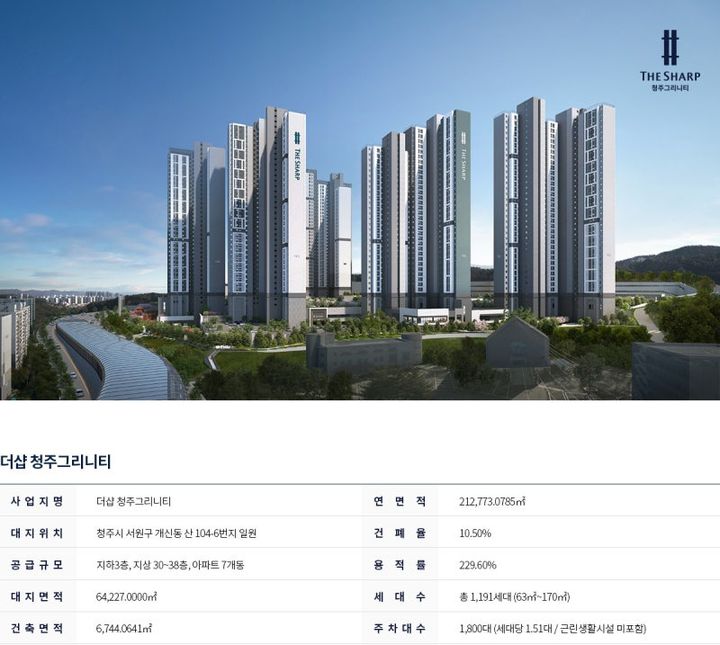 THE SHARP
청주그리니티
THE SHARP
THE SHARP
더샵 청주그리니티
사업지명 더샵 청주그리니티 연면적 212,773.0785㎡
대지위치 청주시 서원구 개신동 산 104-6번지 일원 건폐율 10.50%
공급규모 지하3층, 지상 30~38층, 아파트 7개동 용적률 229.60%
대지면적 64,227.0000㎡ 세대수 총 1,191세대 (63㎡~170㎡)
건축면적 6,744.0641㎡ 주차대수 1,800대 (세대당 1.51대 / 근린생활시설 미포함)